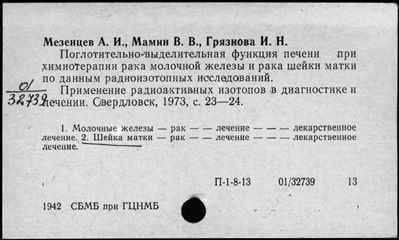 Мезенцев А. И., Мамин В. В., Грязнова И. Н.
Поглотительно-выделительная функция печени при
химиотерапии рака молочной железы и рака шейки матки
по данным радиоизотопных исследований.
01/32739
Применение радиоактивных изотопов в диагностике и
лечении. Свердловск, 1973, с. 23—24.
1. Молочные железы — рак — лечение — — — лекарственное
лечение. 2. Шейка матки — рак — лечение — — — лекарственное
лечение.
П-1-8-13 01/32739 13
1942 СБМБ при ГЦНМБ